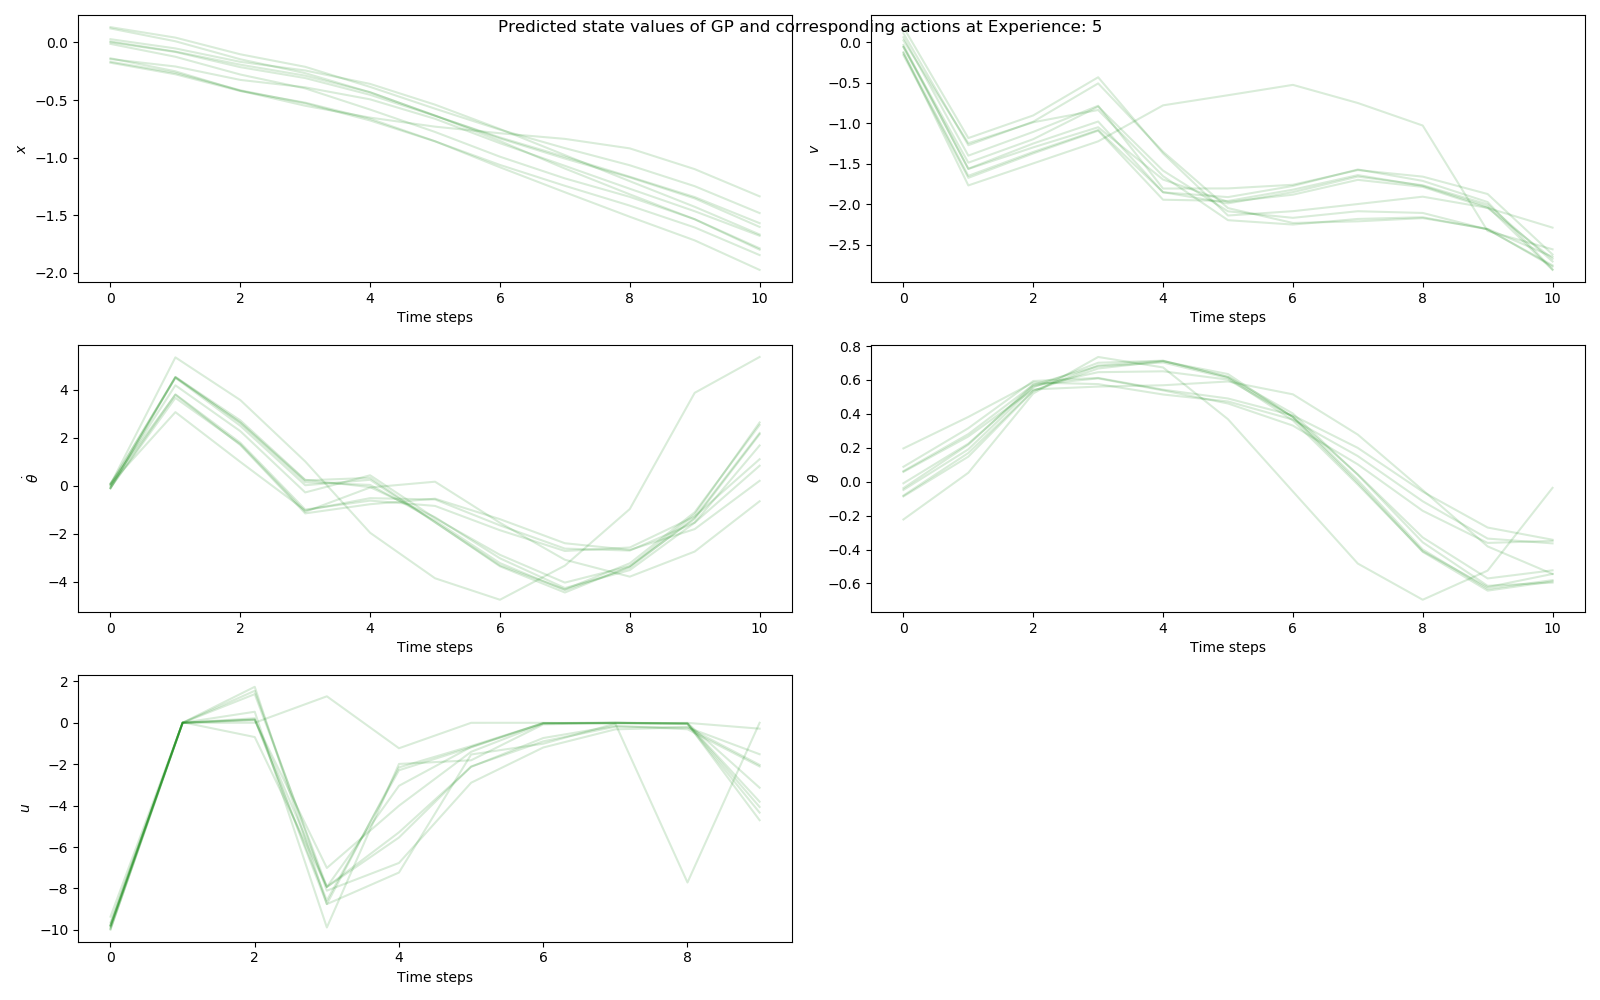 Predicted state values of GP and corresponding actions at Experience: 5
0.0
−0.5
−1.0
−1.5
−2.0
x
0 2 4 6 8 10
Time steps
0.0
−0.5
−1.0
−1.5
−2.0
−2.5
v
0 2 4 6 8 10
Time steps
4
2
0
−2
−4
θ̇
0 2 4 6 8 10
Time steps
0.8
0.6
0.4
0.2
0.0
−0.2
−0.4
−0.6
θ
0 2 4 6 8 10
Time steps
2
0
−2
−4
−6
−8
−10
u
0 2 4 6 8
Time steps